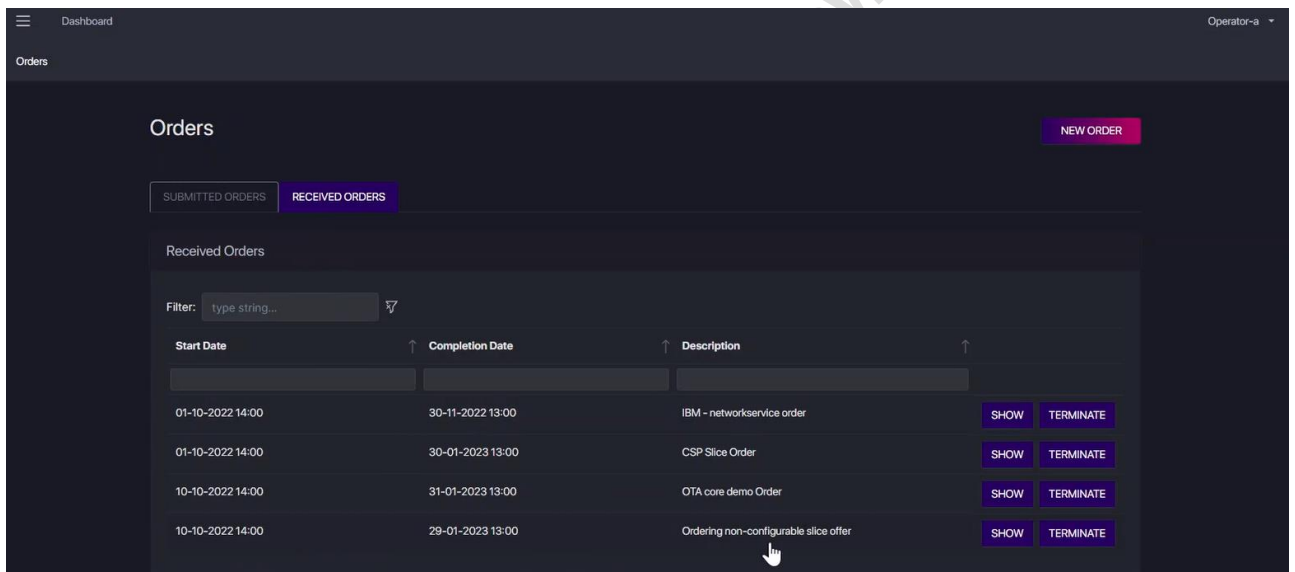 Dashboard
Operator-a
Orders
Orders
NEW ORDER
SUBMITTED ORDERS
RECEIVED ORDERS
Received Orders
Filter: type string...
Start Date Completion Date Description
01-10-2022 14:00 30-11-2022 13:00 IBM - networkservice order SHOW TERMINATE
01-10-2022 14:00 30-01-2023 13:00 CSP Slice Order SHOW TERMINATE
10-10-2022 14:00 31-01-2023 13:00 OTA core demo Order SHOW TERMINATE
10-10-2022 14:00 29-01-2023 13:00 Ordering non-configurable slice offer SHOW TERMINATE